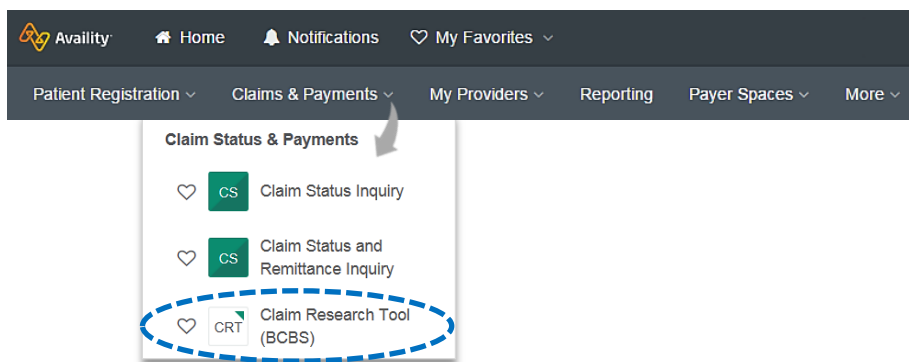 Availity Home Notifications My Favorites
Patient Registration Claims & Payments My Providers Reporting Payer Spaces More
Claim Status & Payments
CS Claim Status Inquiry
CS Claim Status and
Remittance Inquiry
CRT Claim Research Tool
(BCBS)